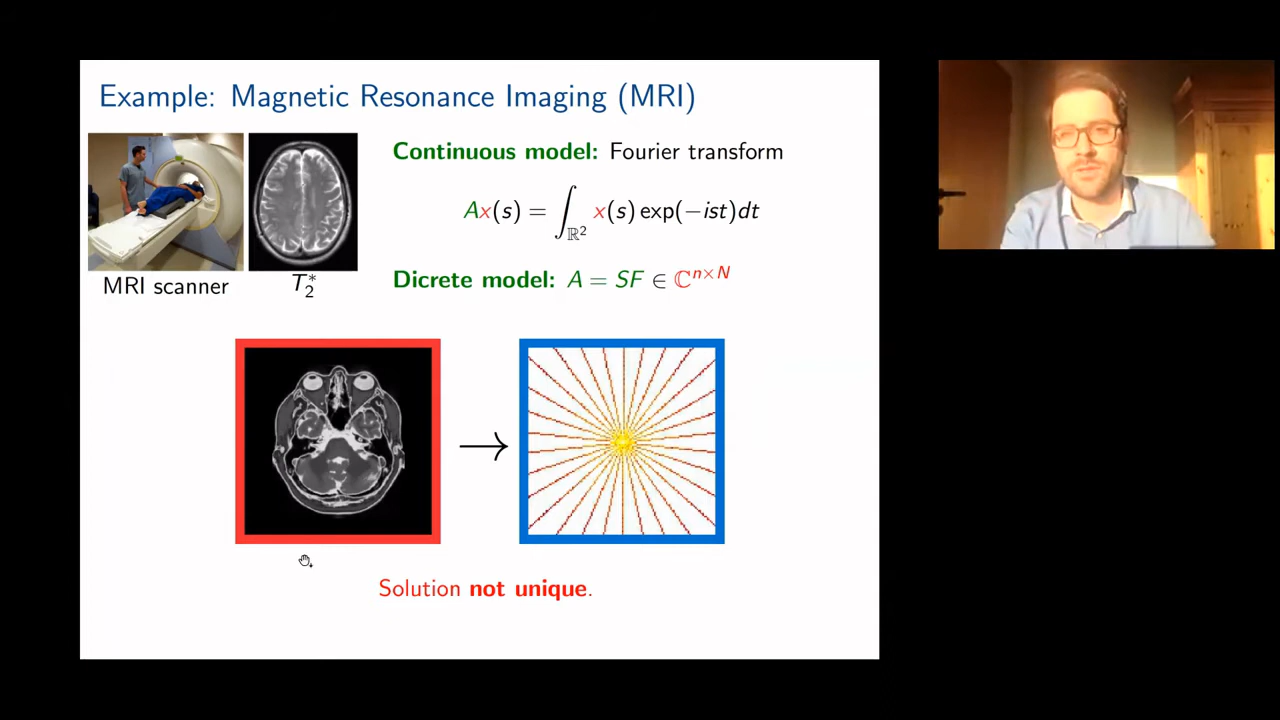 Example: Magnetic Resonance Imaging (MRI)
Continuous model: Fourier transform
Ax(s) = ∫_{ℝ²} x(s) exp(−ist)dt
MRI scanner
T₂*
Dicrete model: A = SF ∈ ℂ^{n×N}
Solution not unique.